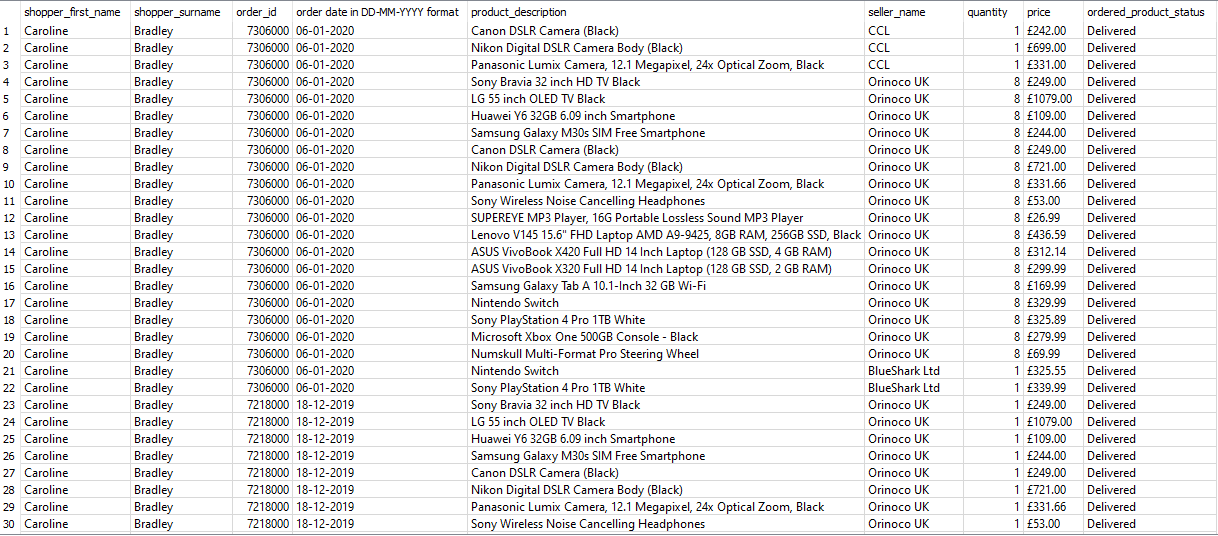 shopper_first_name shopper_surname order_id order date in DD-MM-YYYY format product_description seller_name quantity price ordered_product_status
1 Caroline Bradley 7306000 06-01-2020 Canon DSLR Camera (Black) CCL 1 £242.00 Delivered
2 Caroline Bradley 7306000 06-01-2020 Nikon Digital DSLR Camera Body (Black) CCL 1 £699.00 Delivered
3 Caroline Bradley 7306000 06-01-2020 Panasonic Lumix Camera, 12.1 Megapixel, 24x Optical Zoom, Black CCL 1 £331.00 Delivered
4 Caroline Bradley 7306000 06-01-2020 Sony Bravia 32 inch HD TV Black Orinoco UK 8 £249.00 Delivered
5 Caroline Bradley 7306000 06-01-2020 LG 55 inch OLED TV Black Orinoco UK 8 £1079.00 Delivered
6 Caroline Bradley 7306000 06-01-2020 Huawei Y6 32GB 6.09 inch Smartphone Orinoco UK 8 £109.00 Delivered
7 Caroline Bradley 7306000 06-01-2020 Samsung Galaxy M30s SIM Free Smartphone Orinoco UK 8 £244.00 Delivered
8 Caroline Bradley 7306000 06-01-2020 Canon DSLR Camera (Black) Orinoco UK 8 £249.00 Delivered
9 Caroline Bradley 7306000 06-01-2020 Nikon Digital DSLR Camera Body (Black) Orinoco UK 8 £721.00 Delivered
10 Caroline Bradley 7306000 06-01-2020 Panasonic Lumix Camera, 12.1 Megapixel, 24x Optical Zoom, Black Orinoco UK 8 £331.66 Delivered
11 Caroline Bradley 7306000 06-01-2020 Sony Wireless Noise Cancelling Headphones Orinoco UK 8 £53.00 Delivered
12 Caroline Bradley 7306000 06-01-2020 SUPEREYE MP3 Player, 16G Portable Lossless Sound MP3 Player Orinoco UK 8 £26.99 Delivered
13 Caroline Bradley 7306000 06-01-2020 Lenovo V145 15.6" FHD Laptop AMD A9-9425, 8GB RAM, 256GB SSD, Black Orinoco UK 8 £436.59 Delivered
14 Caroline Bradley 7306000 06-01-2020 ASUS VivoBook X420 Full HD 14 Inch Laptop (128 GB SSD, 4 GB RAM) Orinoco UK 8 £312.14 Delivered
15 Caroline Bradley 7306000 06-01-2020 ASUS VivoBook X320 Full HD 14 Inch Laptop (128 GB SSD, 2 GB RAM) Orinoco UK 8 £299.99 Delivered
16 Caroline Bradley 7306000 06-01-2020 Samsung Galaxy Tab A 10.1-Inch 32 GB Wi-Fi Orinoco UK 8 £169.99 Delivered
17 Caroline Bradley 7306000 06-01-2020 Nintendo Switch Orinoco UK 8 £329.99 Delivered
18 Caroline Bradley 7306000 06-01-2020 Sony PlayStation 4 Pro 1TB White Orinoco UK 8 £325.89 Delivered
19 Caroline Bradley 7306000 06-01-2020 Microsoft Xbox One 500GB Console - Black Orinoco UK 8 £279.99 Delivered
20 Caroline Bradley 7306000 06-01-2020 Numskull Multi-Format Pro Steering Wheel Orinoco UK 8 £69.99 Delivered
21 Caroline Bradley 7306000 06-01-2020 Nintendo Switch BlueShark Ltd 1 £325.55 Delivered
22 Caroline Bradley 7306000 06-01-2020 Sony PlayStation 4 Pro 1TB White BlueShark Ltd 1 £339.99 Delivered
23 Caroline Bradley 7218000 18-12-2019 Sony Bravia 32 inch HD TV Black Orinoco UK 1 £249.00 Delivered
24 Caroline Bradley 7218000 18-12-2019 LG 55 inch OLED TV Black Orinoco UK 1 £1079.00 Delivered
25 Caroline Bradley 7218000 18-12-2019 Huawei Y6 32GB 6.09 inch Smartphone Orinoco UK 1 £109.00 Delivered
26 Caroline Bradley 7218000 18-12-2019 Samsung Galaxy M30s SIM Free Smartphone Orinoco UK 1 £244.00 Delivered
27 Caroline Bradley 7218000 18-12-2019 Canon DSLR Camera (Black) Orinoco UK 1 £249.00 Delivered
28 Caroline Bradley 7218000 18-12-2019 Nikon Digital DSLR Camera Body (Black) Orinoco UK 1 £721.00 Delivered
29 Caroline Bradley 7218000 18-12-2019 Panasonic Lumix Camera, 12.1 Megapixel, 24x Optical Zoom, Black Orinoco UK 1 £331.66 Delivered
30 Caroline Bradley 7218000 18-12-2019 Sony Wireless Noise Cancelling Headphones Orinoco UK 1 £53.00 Delivered